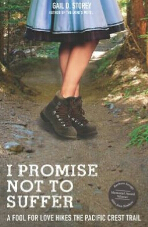 GAIL D. STOREY
I PROMISE
NOT TO
SUFFER
A FOOL FOR LOVE HIKES THE PACIFIC CREST TRAIL